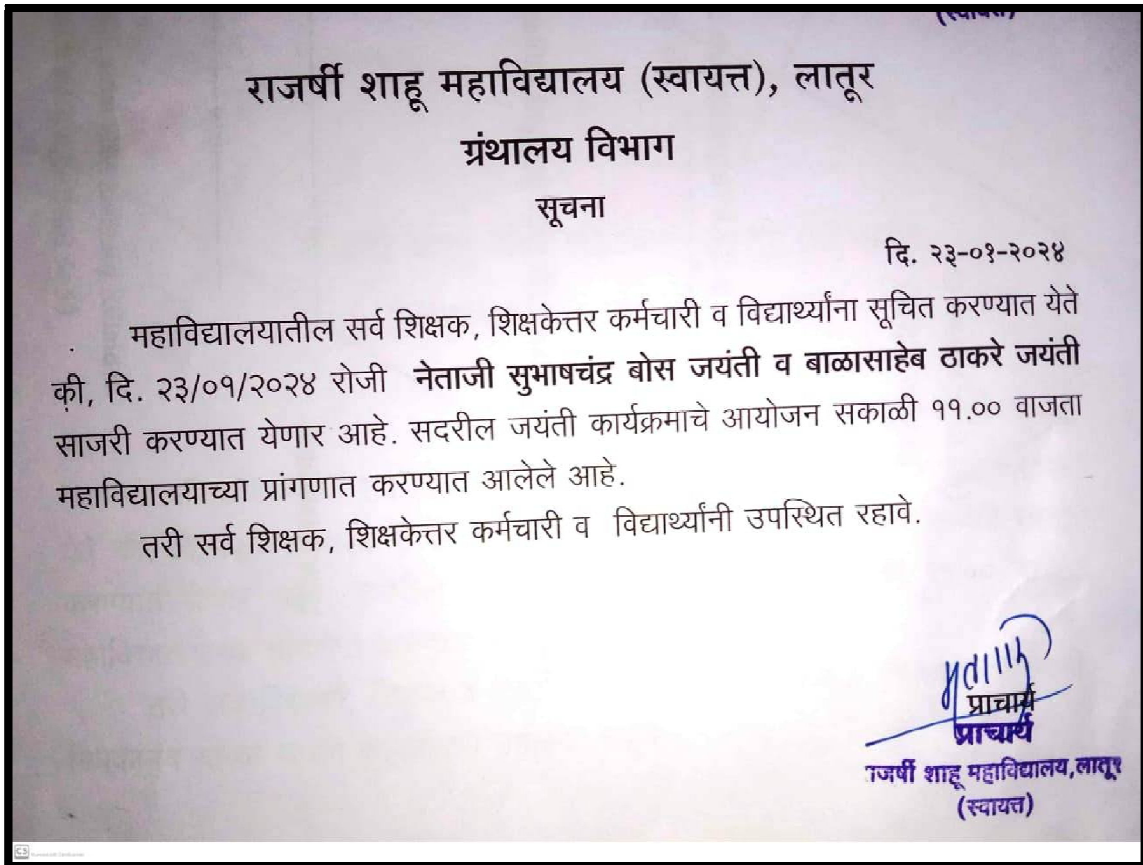 (स्वायत्त)
राजर्षी शाहू महाविद्यालय (स्वायत्त), लातूर
ग्रंथालय विभाग
सूचना
दि. २३-०१-२०२४
महाविद्यालयातील सर्व शिक्षक, शिक्षकेत्तर कर्मचारी व विद्यार्थ्यांना सूचित करण्यात येते
की, दि. २३/०१/२०२४ रोजी नेताजी सुभाषचंद्र बोस जयंती व बाळासाहेब ठाकरे जयंती
साजरी करण्यात येणार आहे. सदरील जयंती कार्यक्रमाचे आयोजन सकाळी ११.०० वाजता
महाविद्यालयाच्या प्रांगणात करण्यात आलेले आहे.
तरी सर्व शिक्षक, शिक्षकेत्तर कर्मचारी व विद्यार्थ्यांनी उपस्थित रहावे.
प्राचार्य
प्राचार्य
राजर्षी शाहू महाविद्यालय,लातूर
(स्वायत्त)
CS